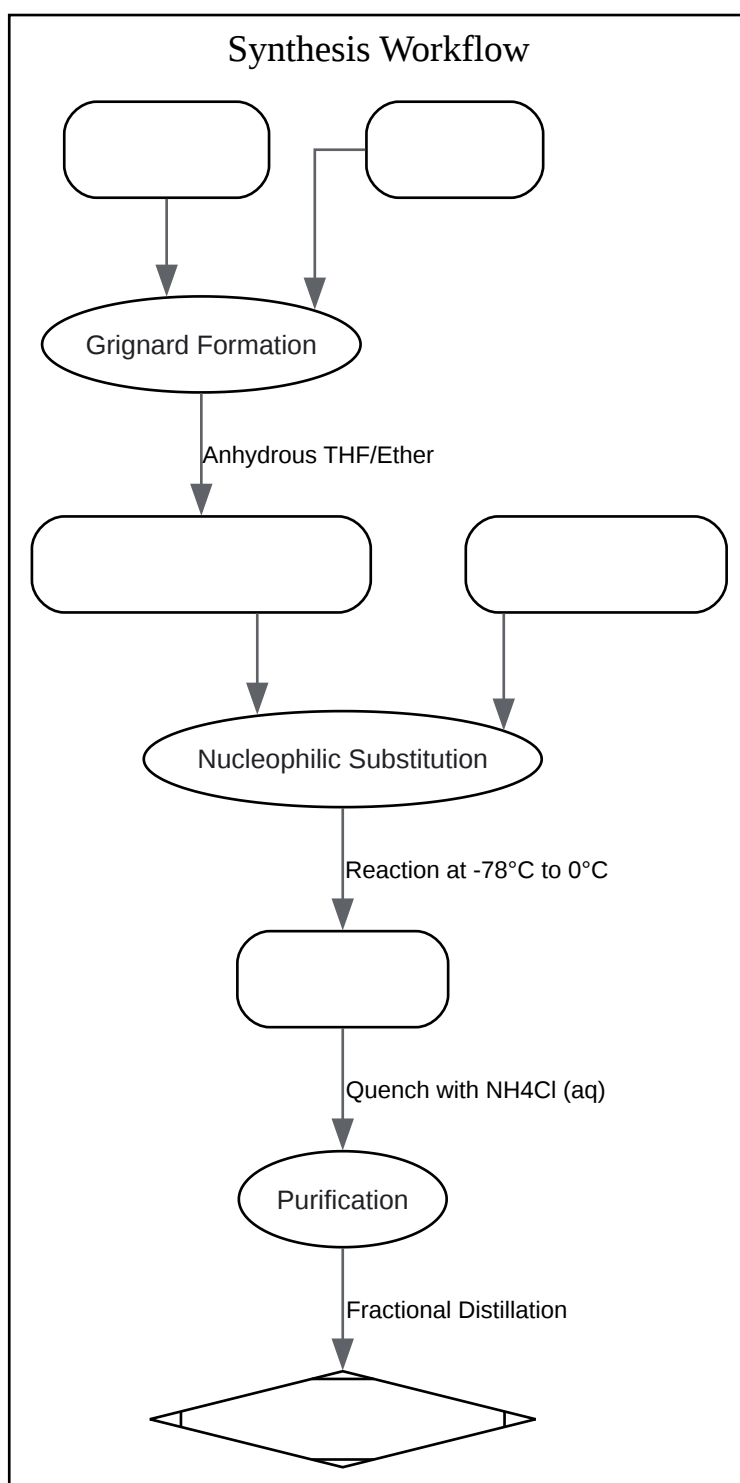 Synthesis Workflow
Grignard Formation
Anhydrous THF/Ether
Nucleophilic Substitution
Reaction at -78°C to 0°C
Quench with NH4Cl (aq)
Purification
Fractional Distillation